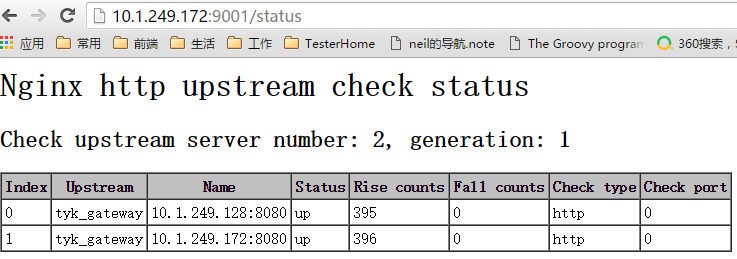 10.1.249.172:9001/status
应用 常用 前端 生活 工作 TesterHome neil的导航.note The Groovy progran 360搜索，S
Nginx http upstream check status
Check upstream server number: 2, generation: 1
Index Upstream Name Status Rise counts Fall counts Check type Check port
0 tyk_gateway 10.1.249.128:8080 up 395 0 http 0
1 tyk_gateway 10.1.249.172:8080 up 396 0 http 0